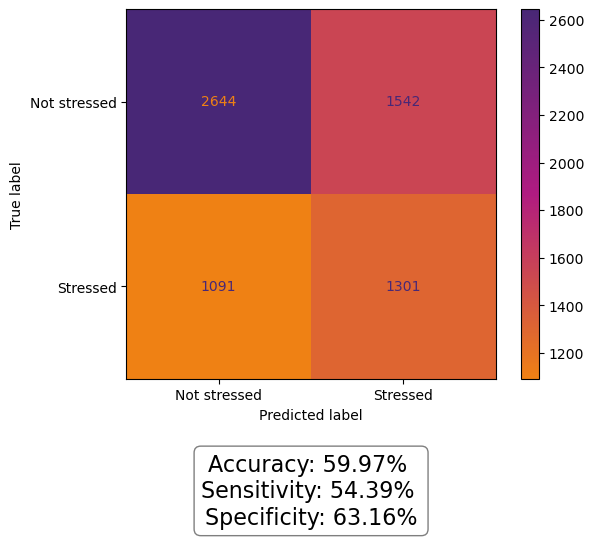 Not stressed
Stressed
True label
2644
1542
1091
1301
Not stressed
Stressed
Predicted label
2600
2400
2200
2000
1800
1600
1400
1200
Accuracy: 59.97%
Sensitivity: 54.39%
Specificity: 63.16%